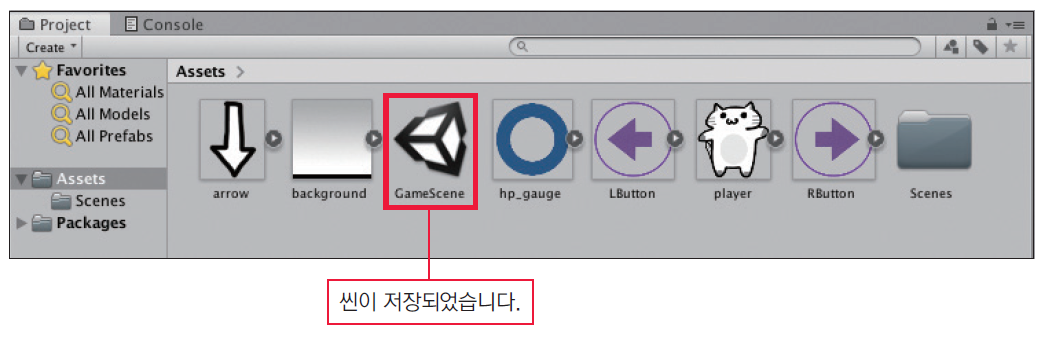 Project
Console
Create
Favorites
All Materials
All Models
All Prefabs
Assets
Scenes
Packages
Assets >
arrow
background
GameScene
hp_gauge
LButton
player
RButton
Scenes
씬이 저장되었습니다.